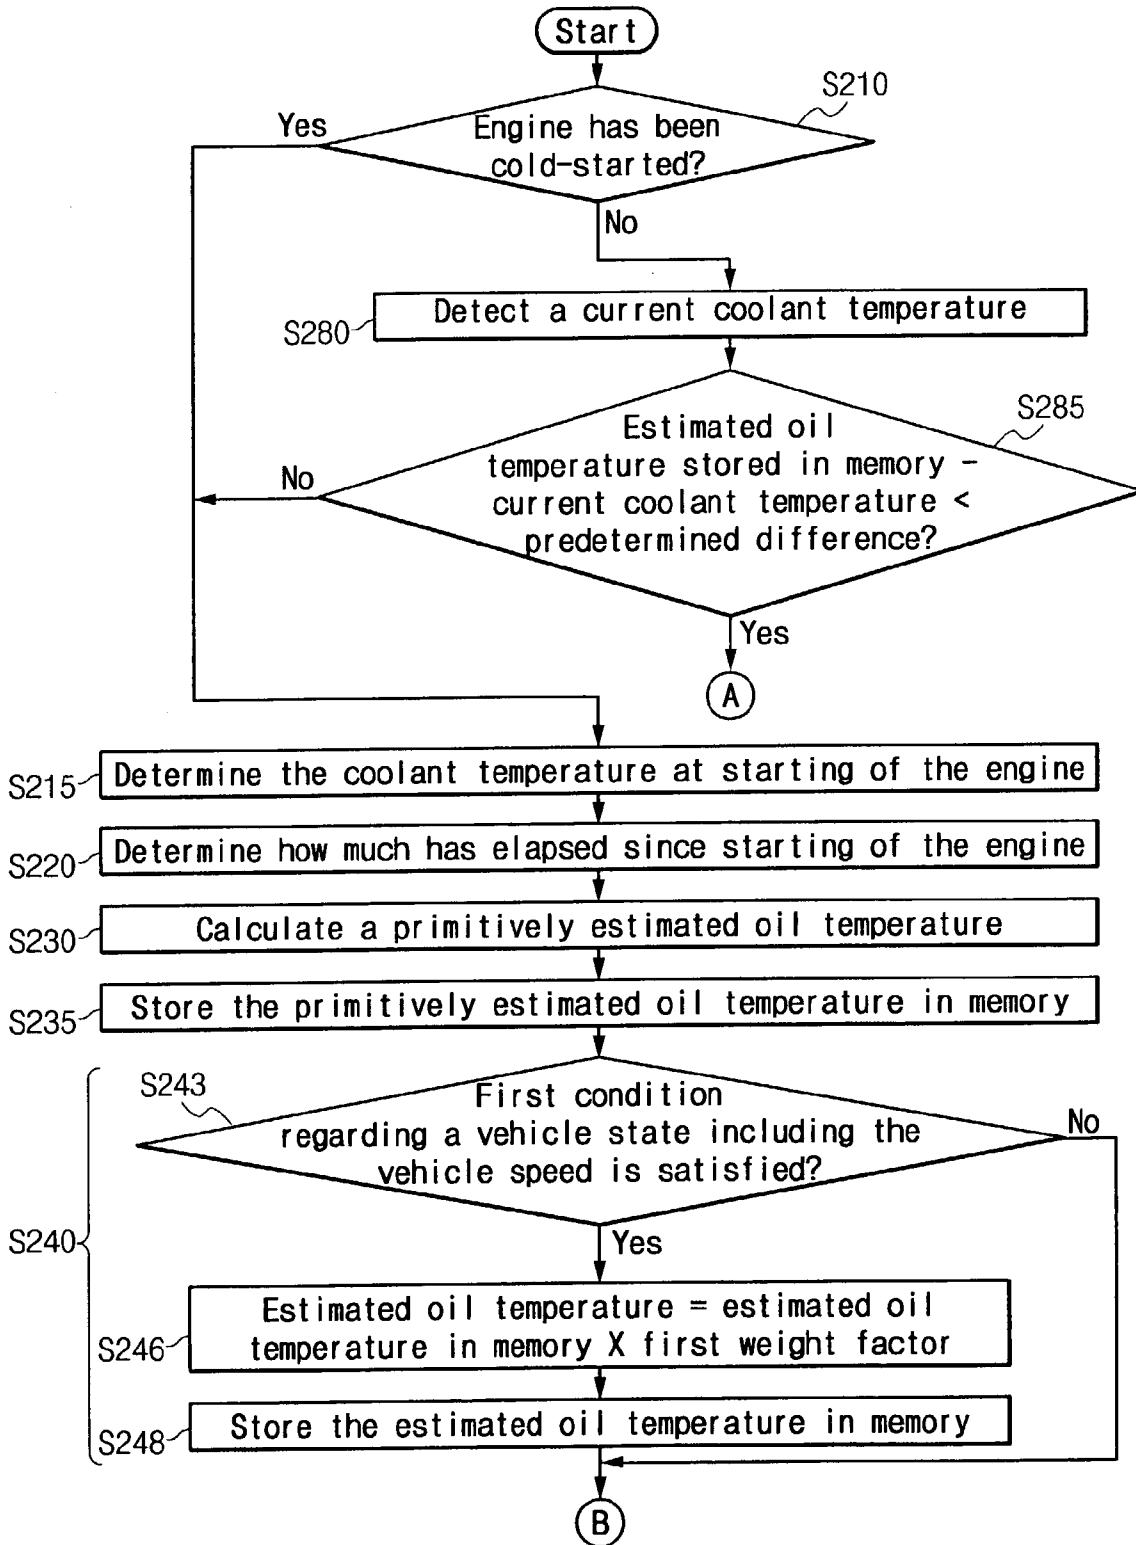 Start
S210
Yes
Engine has been
cold-started?
No
Detect a current coolant temperature
S280
S285
Estimated oil
temperature stored in memory -
No
current coolant temperature <
predetermined difference?
Yes
A
S215
Determine the coolant temperature at starting of the engine
S220
Determine how much has elapsed since starting of the engine
S230
Calculate a primitively estimated oil temperature
S235
Store the primitively estimated oil temperature in memory
S240
S243
First condition
regarding a vehicle state including the
vehicle speed is satisfied?
No
Yes
S246
Estimated oil temperature = estimated oil
temperature in memory X first weight factor
S248
Store the estimated oil temperature in memory
B